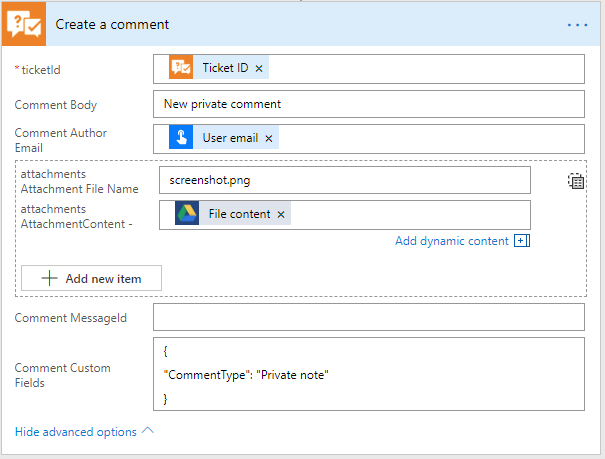 Create a comment
* ticketId
Ticket ID ×
Comment Body
New private comment
Comment Author
Email
User email ×
attachments
Attachment File Name
screenshot.png
attachments
AttachmentContent -
File content ×
Add dynamic content
Add new item
Comment MessageId
Comment Custom
Fields
{
"CommentType": "Private note"
}
Hide advanced options